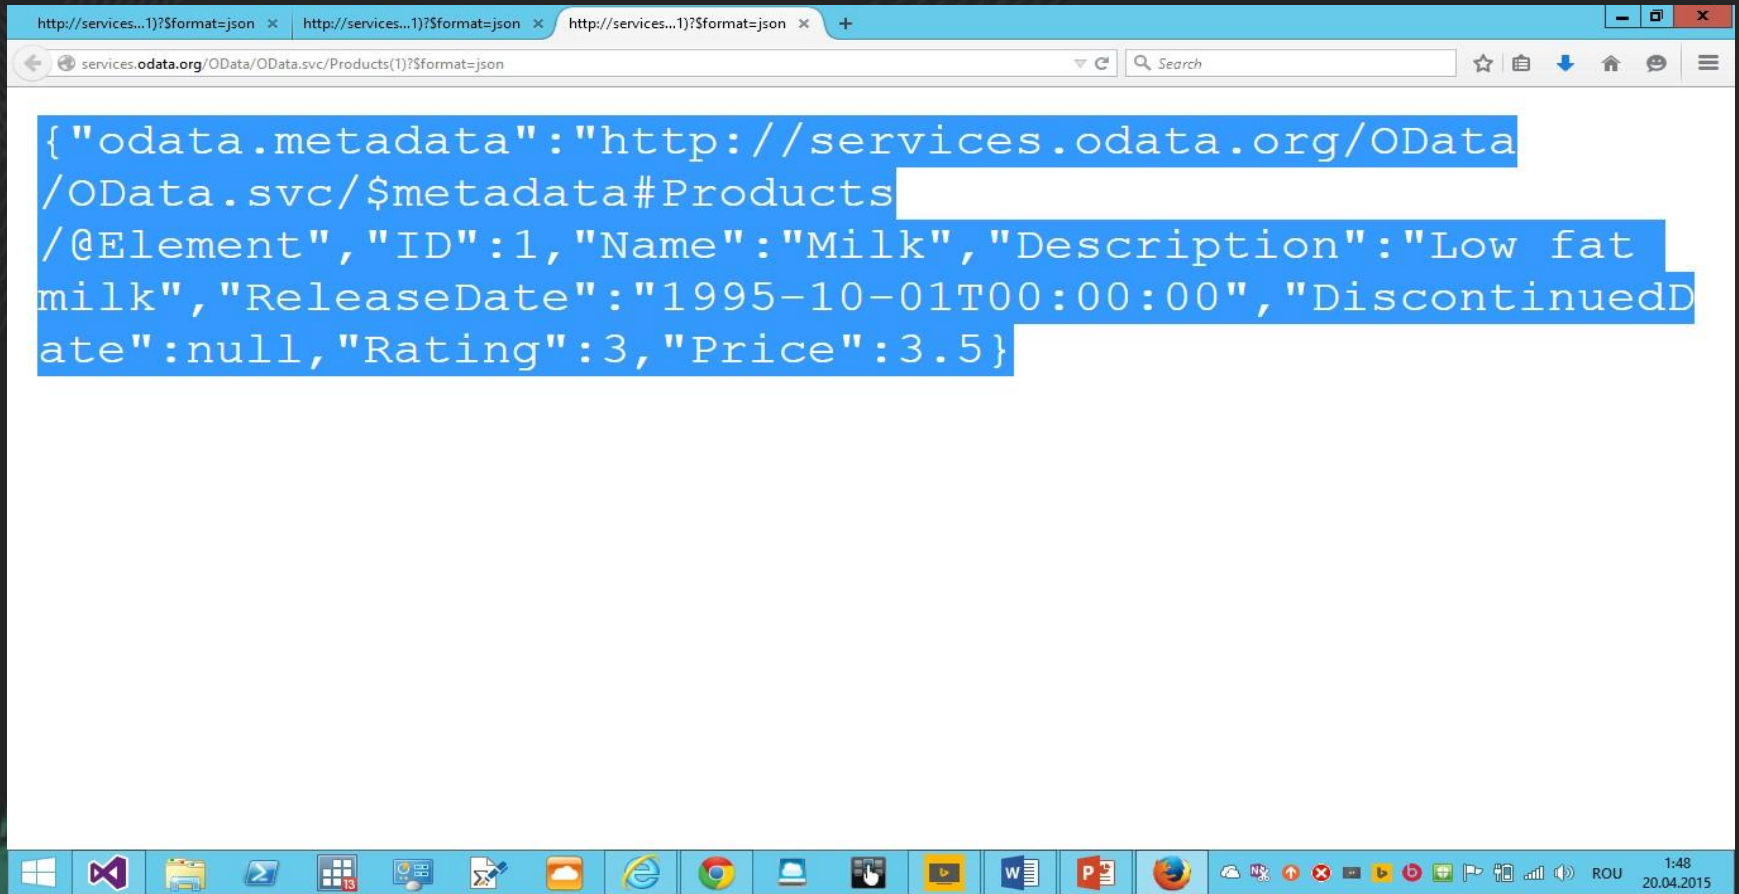 http://services...1)?$format=json
http://services...1)?$format=json
http://services...1)?$format=json
services.odata.org/OData/OData.svc/Products(1)?$format=json
Search
{"odata.metadata":"http://services.odata.org/OData
/OData.svc/$metadata#Products
/@Element","ID":1,"Name":"Milk","Description":"Low fat
milk","ReleaseDate":"1995-10-01T00:00:00","DiscontinuedD
ate":null,"Rating":3,"Price":3.5}
13
ROU
1:48
20.04.2015